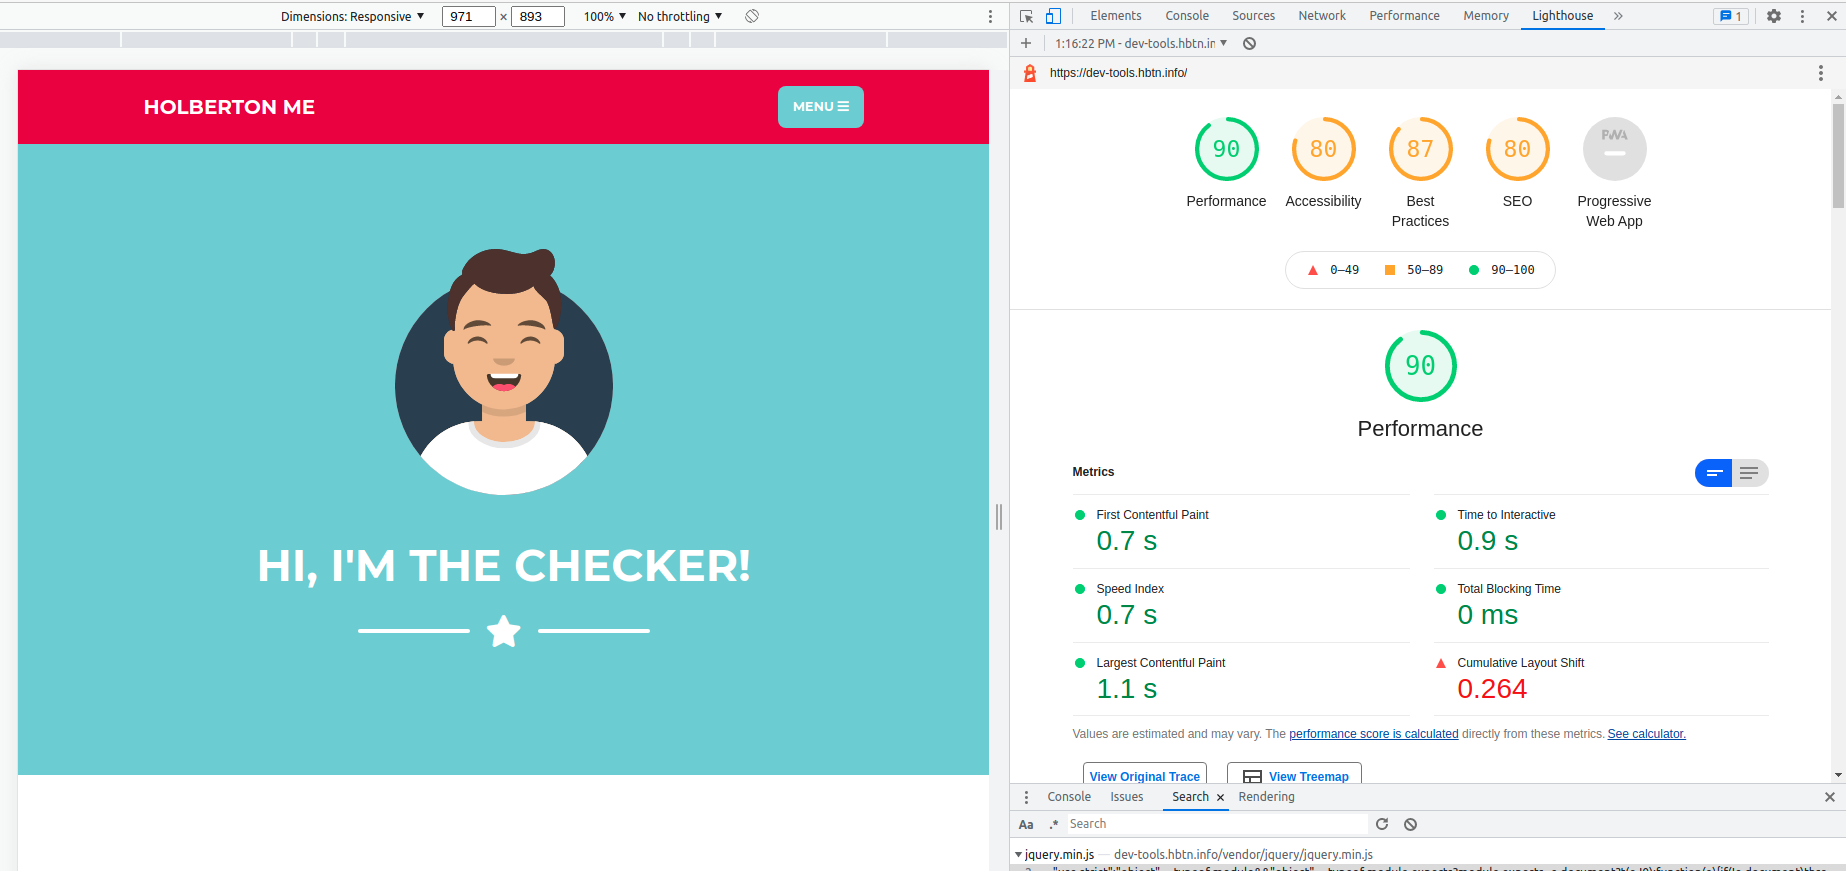 Dimensions: Responsive ▼ 971 × 893 100% ▼ No throttling ▼
Elements Console Sources Network Performance Memory Lighthouse » 1
1:16:22 PM - dev-tools.hbtn.in ▼
https://dev-tools.hbtn.info/
HOLBERTON ME
MENU
HI, I'M THE CHECKER!
90 80 87 80 PWA
Performance Accessibility Best Practices SEO Progressive Web App
0–49 50–89 90–100
90
Performance
Metrics
First Contentful Paint
0.7 s
Time to Interactive
0.9 s
Speed Index
0.7 s
Total Blocking Time
0 ms
Largest Contentful Paint
1.1 s
Cumulative Layout Shift
0.264
Values are estimated and may vary. The performance score is calculated directly from these metrics. See calculator.
View Original Trace View Treemap
Console Issues Search × Rendering
Aa .* Search
jquery.min.js — dev-tools.hbtn.info/vendor/jquery/jquery.min.js